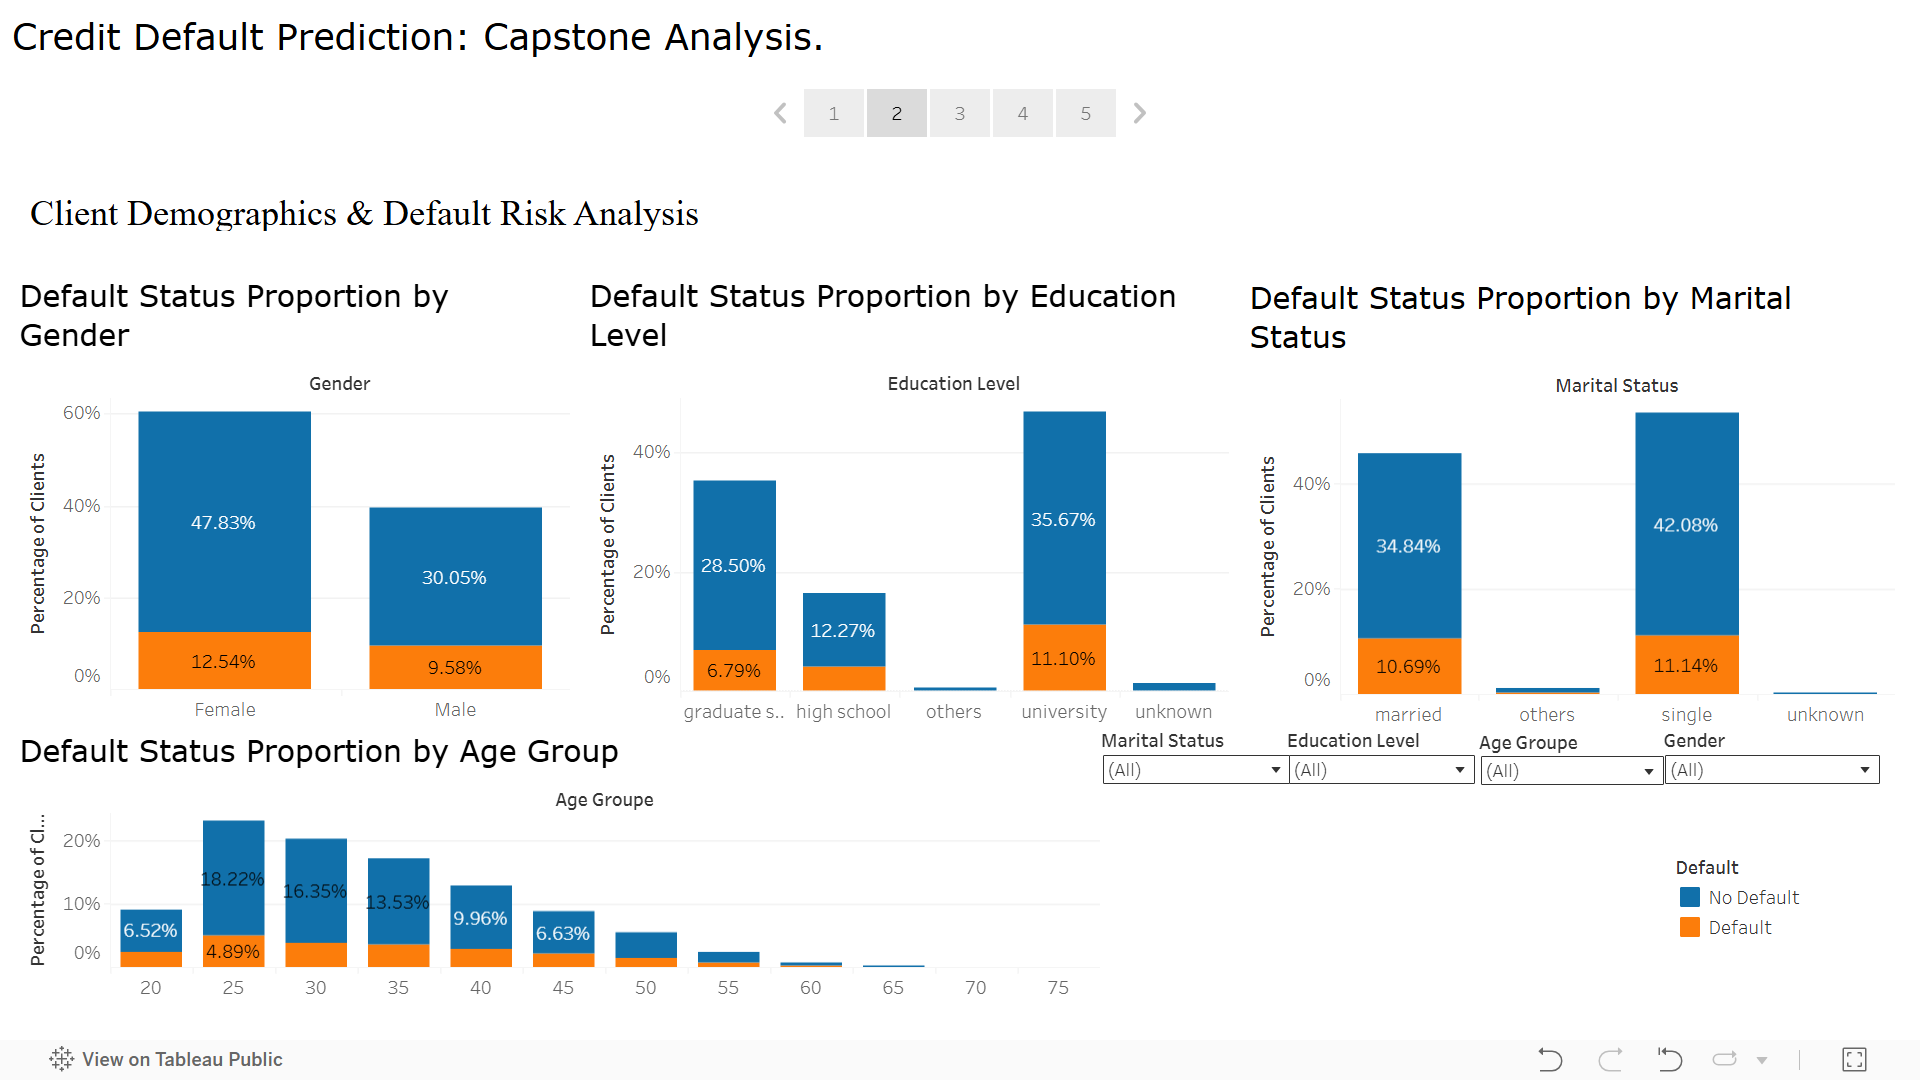 Credit Default Prediction: Capstone Analysis.
1 2 3 4 5
Client Demographics & Default Risk Analysis
Default Status Proportion by
Gender
Gender
Percentage of Clients
60%
40%
20%
0%
47.83%
12.54%
30.05%
9.58%
Female
Male
Default Status Proportion by Education
Level
Education Level
Percentage of Clients
40%
20%
0%
28.50%
6.79%
12.27%
35.67%
11.10%
graduate s..
high school
others
university
unknown
Default Status Proportion by Marital
Status
Marital Status
Percentage of Clients
40%
20%
0%
34.84%
10.69%
42.08%
11.14%
married
others
single
unknown
Default Status Proportion by Age Group
Age Groupe
Percentage of Cl...
20%
10%
0%
6.52%
18.22%
4.89%
16.35%
13.53%
9.96%
6.63%
20
25
30
35
40
45
50
55
60
65
70
75
Marital Status
(All)
Education Level
(All)
Age Groupe
(All)
Gender
(All)
Default
No Default
Default
View on Tableau Public